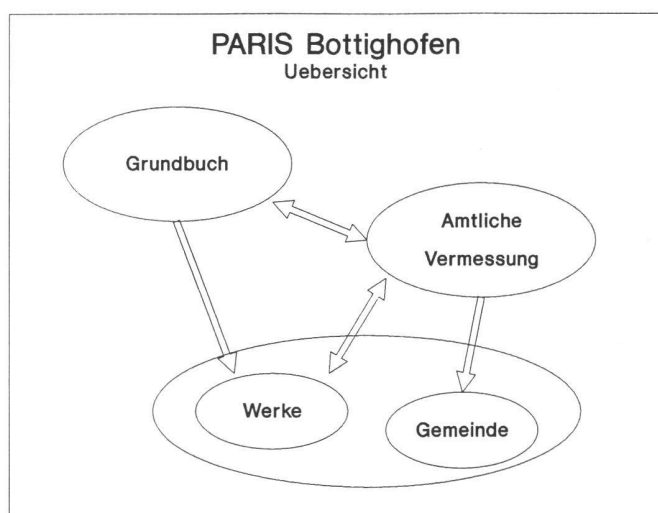 PARIS Bottighofen
Uebersicht
Grundbuch
Amtliche
Vermessung
Werke
Gemeinde